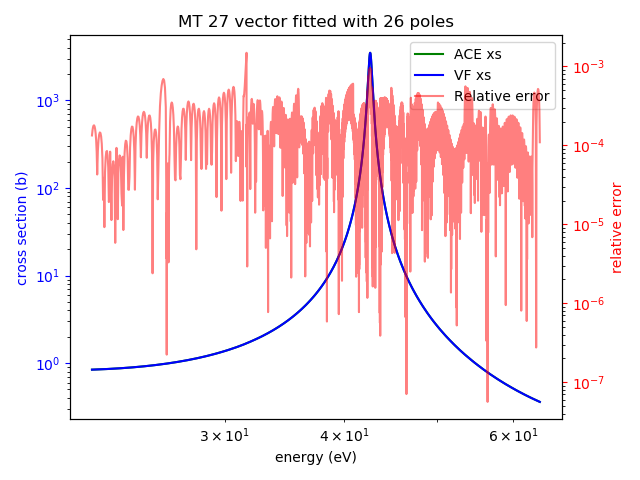 MT 27 vector fitted with 26 poles
ACE xs
VF xs
Relative error
cross section (b)
10³
10²
10¹
10⁰
relative error
10⁻³
10⁻⁴
10⁻⁵
10⁻⁶
10⁻⁷
3 × 10¹ 4 × 10¹ 6 × 10¹
energy (eV)